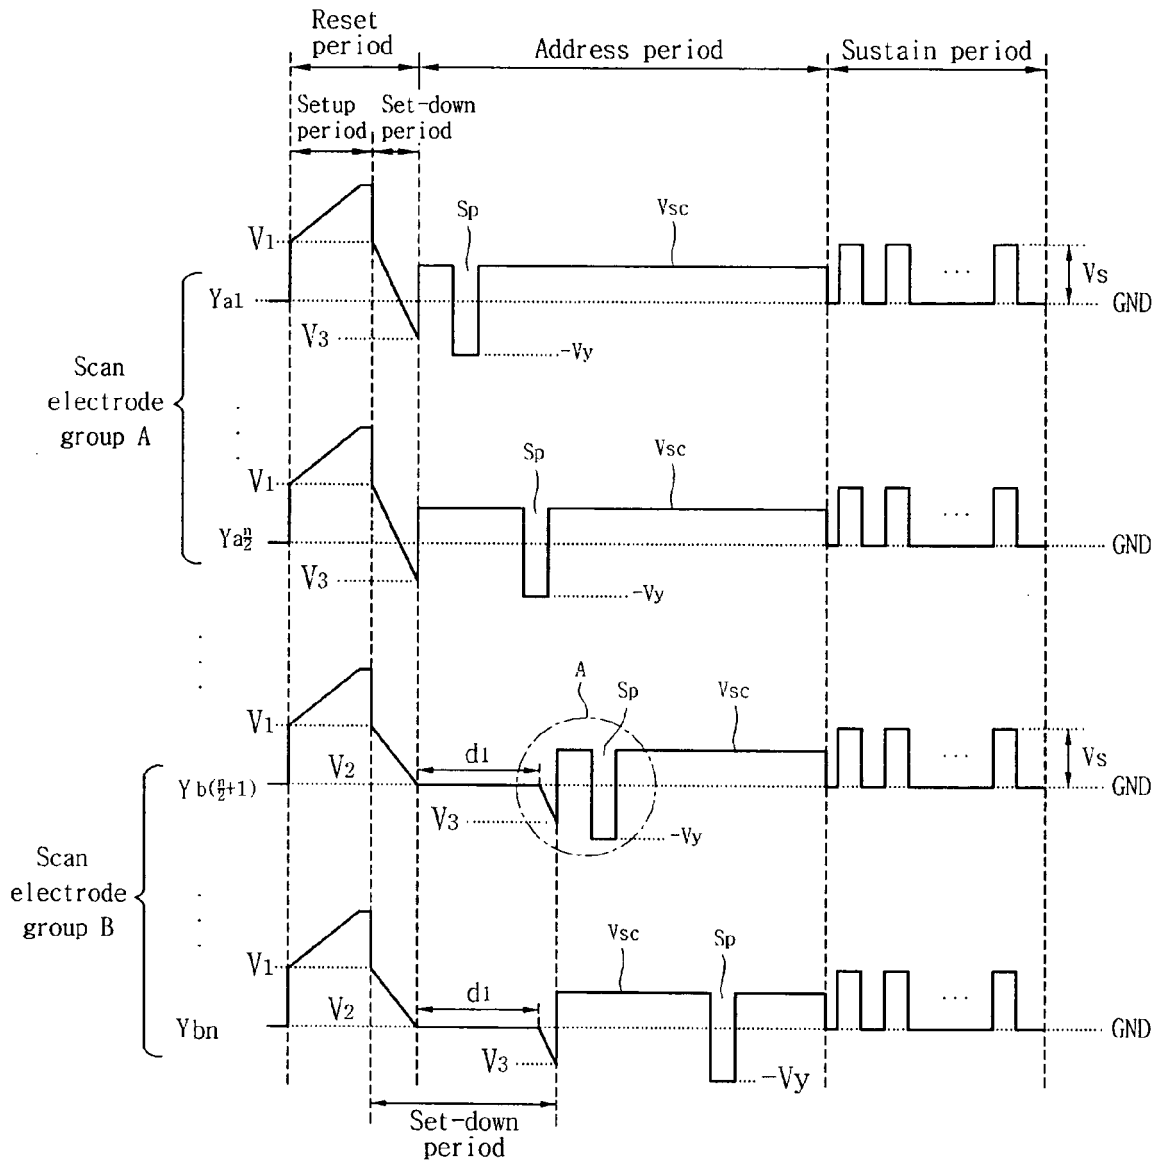 Reset
period
Address period
Sustain period
Setup
period
Set-down
period
Sp
Vsc
V1
Ya1
V3
-Vy
Vs
GND
Scan
electrode
group A
Sp
Vsc
V1
Ya n/2
V3
-Vy
GND
A
Sp
Vsc
V1
V2
d1
Yb(n/2+1)
V3
-Vy
Vs
GND
Scan
electrode
group B
Vsc
Sp
V1
V2
d1
Ybn
V3
-Vy
GND
Set-down
period